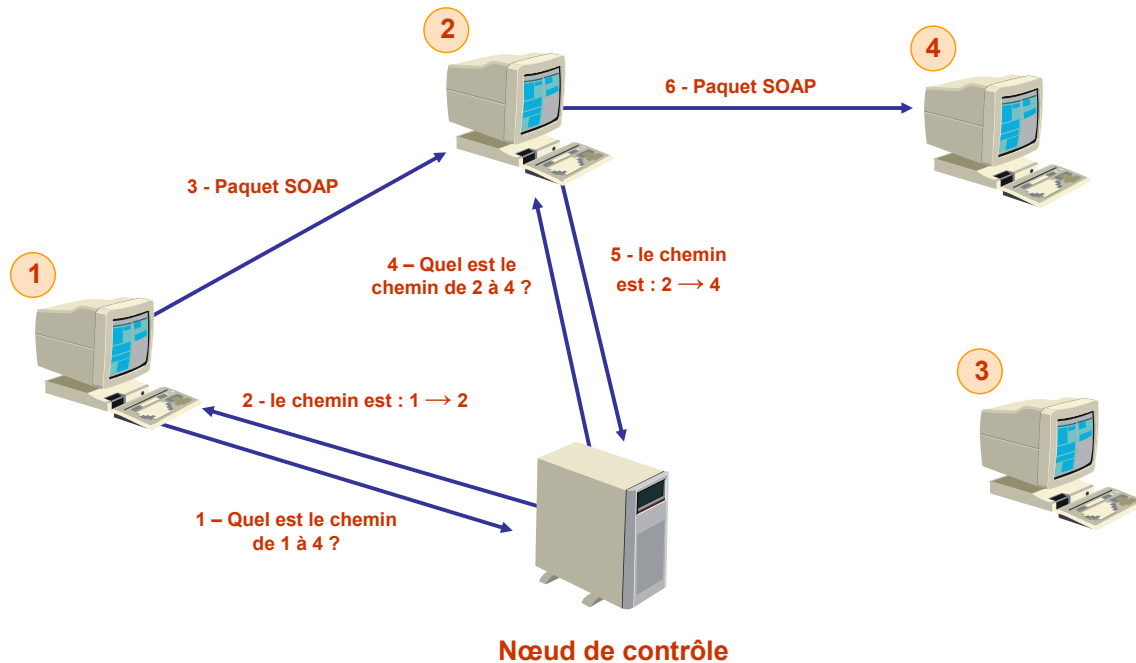 2
4
6 - Paquet SOAP
3 - Paquet SOAP
1
4 – Quel est le
chemin de 2 à 4 ?
5 - le chemin
est : 2 → 4
3
2 - le chemin est : 1 → 2
1 – Quel est le chemin
de 1 à 4 ?
Nœud de contrôle